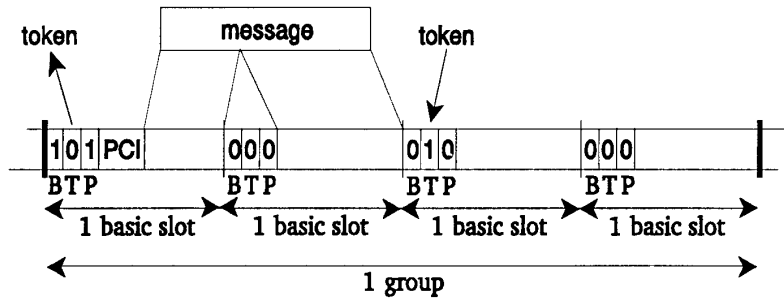 message
token token
1 0 1 PCI 0 0 0 0 1 0 0 0 0
B T P B T P B T P B T P
1 basic slot 1 basic slot 1 basic slot 1 basic slot
1 group